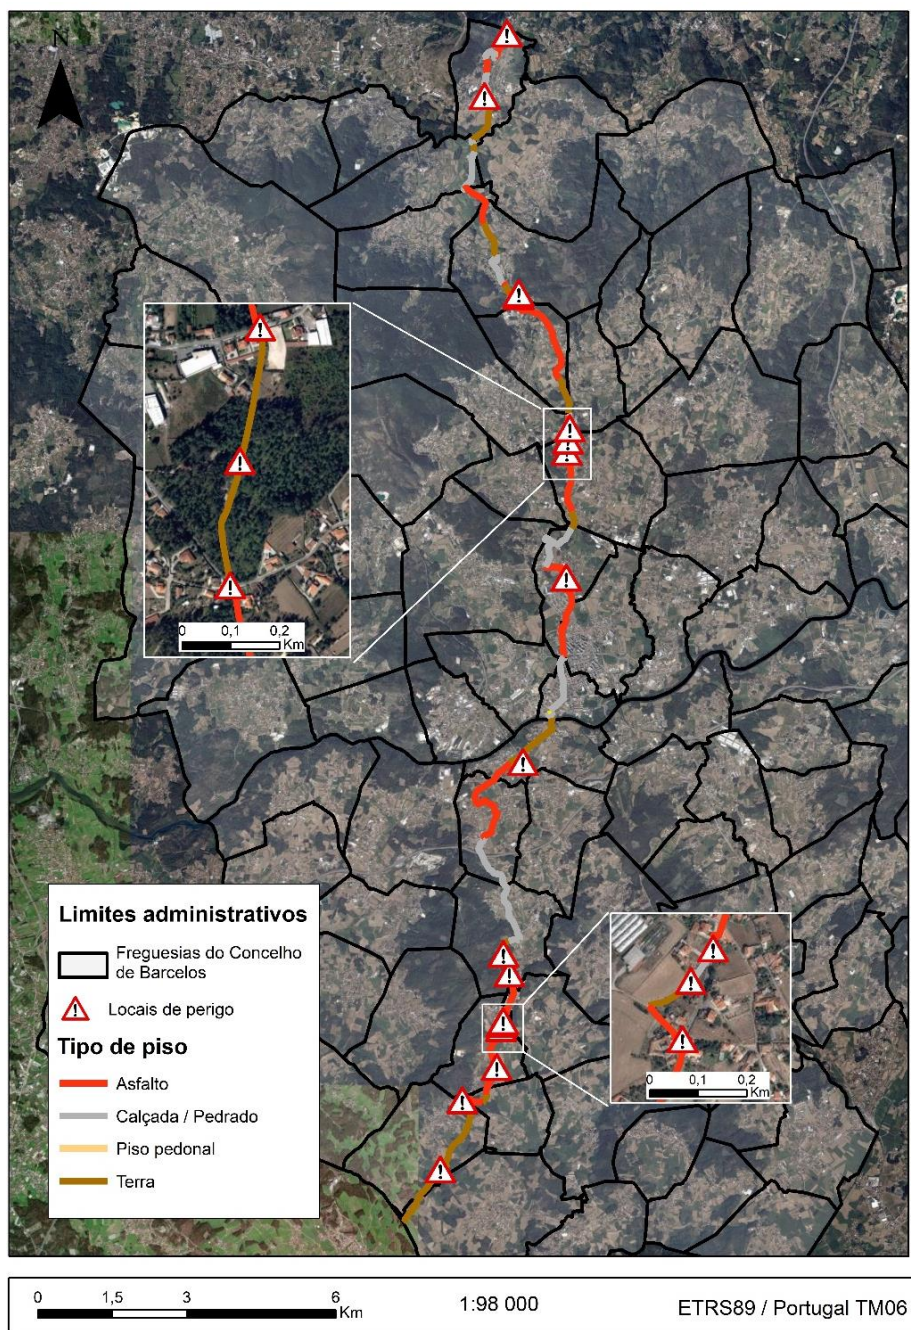 N
0 0,1 0,2
Km
Limites administrativos
Freguesias do Concelho
de Barcelos
Locais de perigo
Tipo de piso
Asfalto
Calçada / Pedrado
Piso pedonal
Terra
0 0,1 0,2
Km
0 1,5 3 6
Km
1:98 000
ETRS89 / Portugal TM06